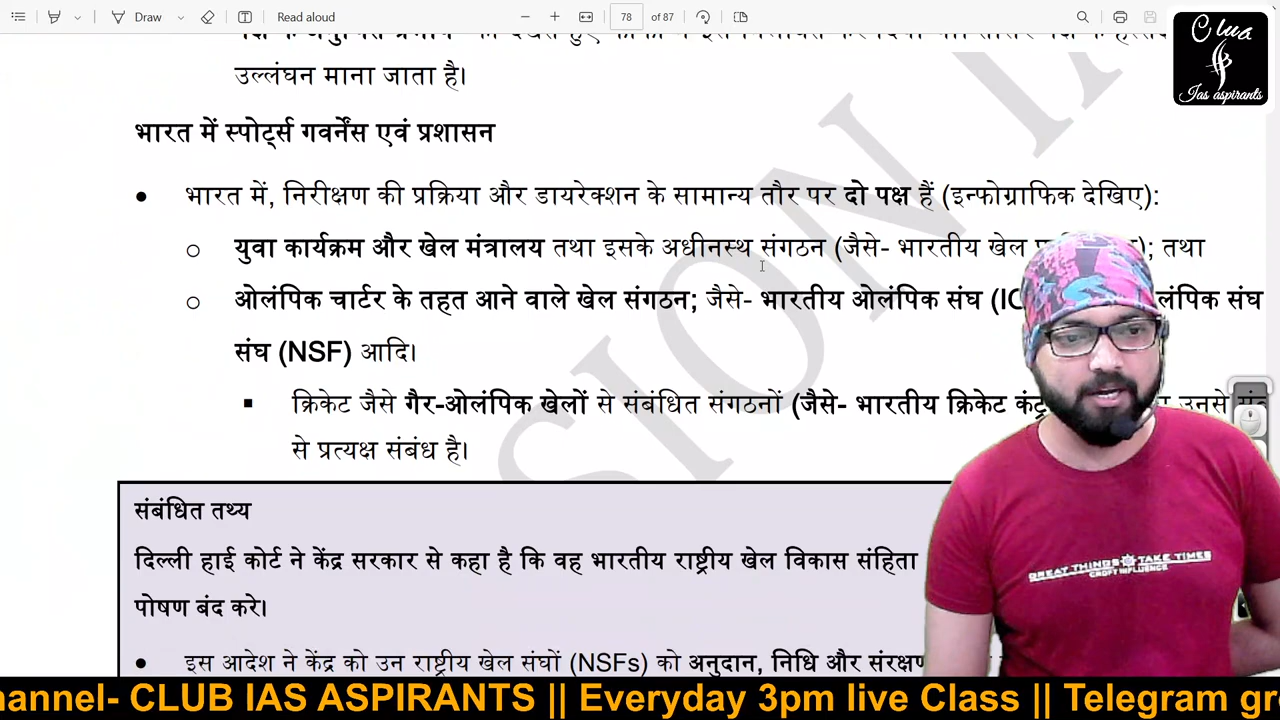 Draw
Read aloud
78 of 87
Club
Ias aspirants
उल्लंघन माना जाता है।
भारत में स्पोर्ट्स गवर्नेंस एवं प्रशासन
• भारत में, निरीक्षण की प्रक्रिया और डायरेक्शन के सामान्य तौर पर दो पक्ष हैं (इन्फोग्राफिक देखिए):
o युवा कार्यक्रम और खेल मंत्रालय तथा इसके अधीनस्थ संगठन (जैसे- भारतीय खेल ); तथा
o ओलंपिक चार्टर के तहत आने वाले खेल संगठन; जैसे- भारतीय ओलंपिक संघ संघ
संघ (NSF) आदि।
▪ क्रिकेट जैसे गैर-ओलंपिक खेलों से संबंधित संगठनों (जैसे- भारतीय क्रिकेट उनसे
से प्रत्यक्ष संबंध है।
संबंधित तथ्य
दिल्ली हाई कोर्ट ने केंद्र सरकार से कहा है कि वह भारतीय राष्ट्रीय खेल विकास संहिता
पोषण बंद करे।
• इस आदेश ने केंद्र को उन राष्ट्रीय खेल संघों (NSFs) को अनुदान, निधि और संरक्षण
GREAT THINGS TAKE TIMES
hannel- CLUB IAS ASPIRANTS || Everyday 3pm live Class || Telegram gr